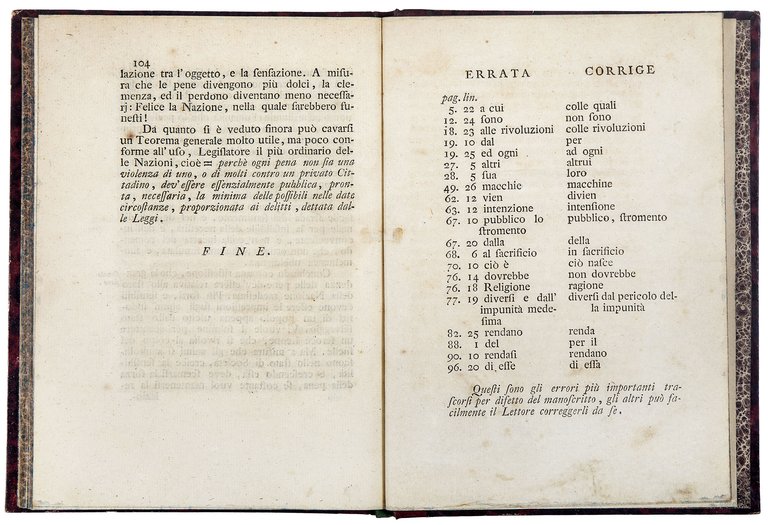 104
lazione tra l'oggetto, e la ſenſazione. A miſu-
ra che le pene divengono più dolci, la cle-
menza, ed il perdono diventano meno neceſſa-
rj: Felice la Nazione, nella quale ſarebbero fu-
neſti!
Da quanto ſi è veduto finora può cavarſi
un Teorema generale molto utile, ma poco con-
forme all'uſo, Legiſlatore il più ordinario del-
le Nazioni, cioè = perchè ogni pena non ſia una
violenza di uno, o di molti contro un privato Cit-
tadino, dev'eſſere eſſenzialmente pubblica, pron-
ta, neceſſaria, la minima delle poſſibili nelle date
circoſtanze, proporzionata ai delitti, dettata dal-
le Leggi.
FINE.
ERRATA CORRIGE
pag. lin.
5. 22 a cui colle quali
12. 24 ſono non ſono
18. 23 alle rivoluzioni colle rivoluzioni
19. 10 dal per
19. 25 ed ogni ad ogni
27. 5 altri altrui
28. 5 ſua loro
49. 26 macchie macchine
62. 12 vien divien
63. 12 intenzione intenſione
67. 10 pubblico lo pubblico, ſtromento
ſtromento
67. 20 dalla della
68. 6 al ſacrificio in ſacrificio
70. 10 ciò è ciò naſce
76. 14 dovrebbe non dovrebbe
76. 18 Religione ragione
77. 19 diverſi e dall' diverſi dal pericolo del-
impunità mede- la impunità
ſima
82. 25 rendano renda
88. 1 del per il
90. 10 rendaſi rendano
96. 20 di eſſe di eſſa
Queſti ſono gli errori più importanti tra-
ſcorſi per difetto del manoſcritto, gli altri può fa-
cilmente il Lettore correggerli da ſe.